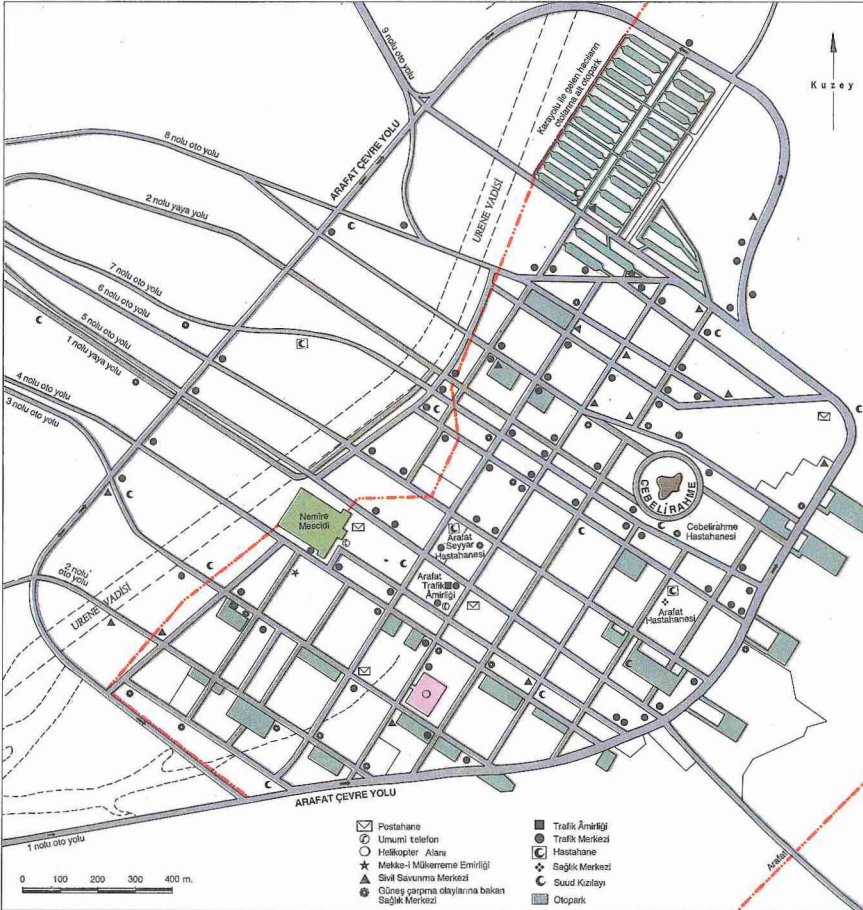 9 nolu oto yolu
Karayolu ile gelen hacıların
otolarına alt otopark
Kuzey
8 nolu oto yolu
ARAFAT ÇEVRE YOLU
2 nolu yaya yolu
URENE VADİSİ
7 nolu oto yolu
6 nolu oto yolu
5 nolu oto yolu
1 nolu yaya yolu
4 nolu oto yolu
3 nolu oto yolu
CEBELİRAHME
Nemire
Mescidi
Cebelirahme
Hastahanesi
Arafat
Seyyar
Hastahanesi
Arafat
Trafik
Âmirliği
2 nolu
oto yolu
Arafat
Hastahanesi
URENE VADİSİ
ARAFAT ÇEVRE YOLU
1 nolu oto yolu
Arafat
0 100 200 400 m.
Postahane
Umumi telefon
Helikopter Alanı
Mekke-i Mükerreme Emirliği
Sivil Savunma Merkezi
Güneş çarpma olaylarına bakan
Sağlık Merkezi
Trafik Âmirliği
Trafik Merkezi
Hastahane
Sağlık Merkezi
Suud Kızılayı
Otopark